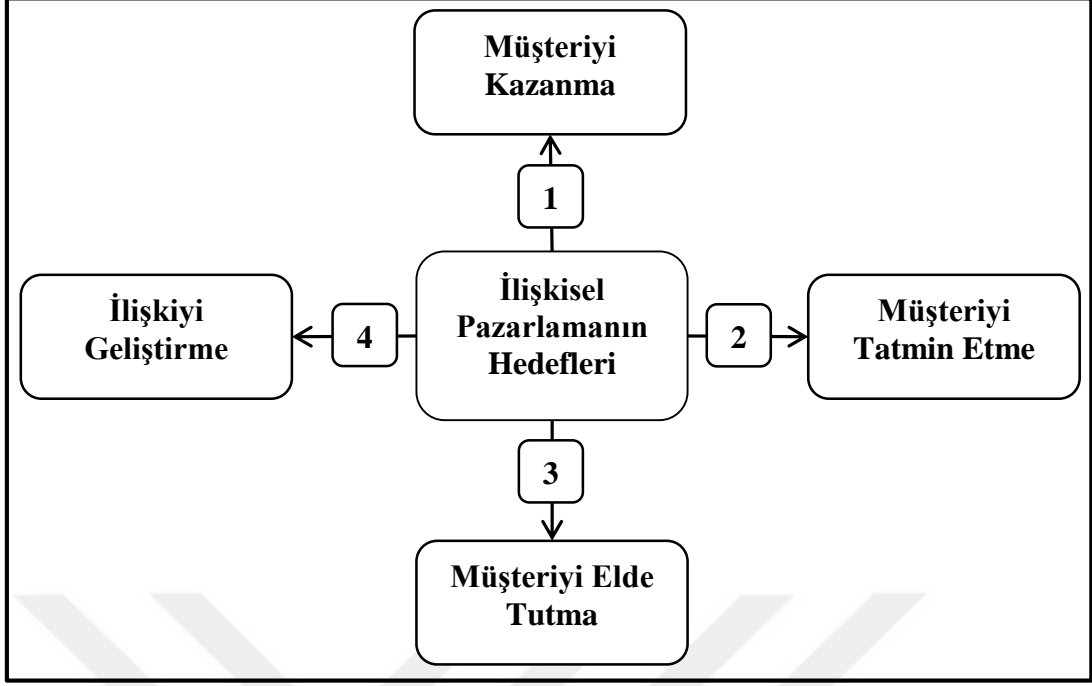 Müşteriyi
Kazanma
1
İlişkisel
Pazarlamanın
Hedefleri
2
Müşteriyi
Tatmin Etme
3
Müşteriyi Elde
Tutma
4
İlişkiyi
Geliştirme